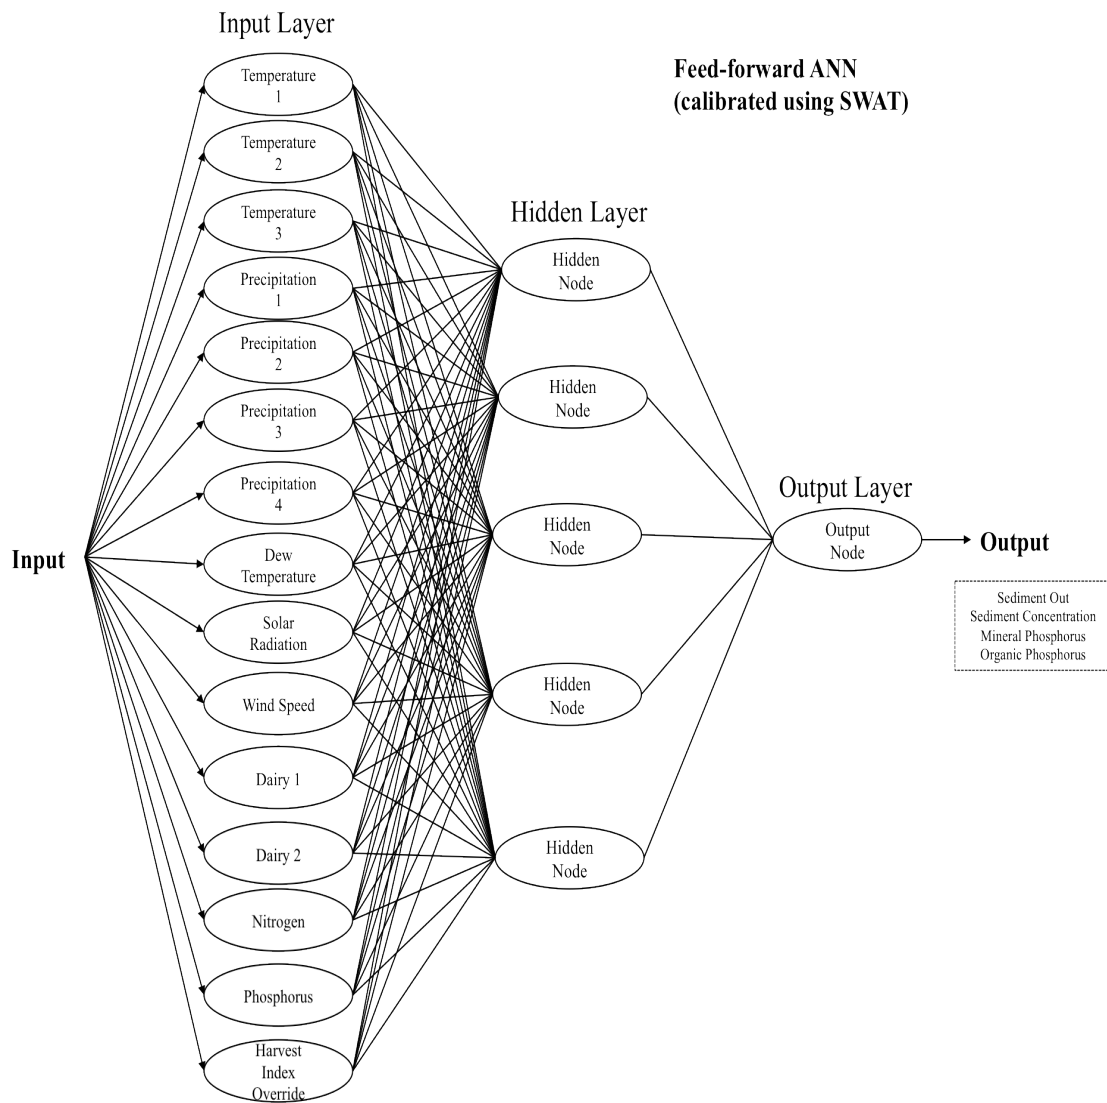 Input Layer
Feed-forward ANN
(calibrated using SWAT)
Temperature
1
Temperature
2
Temperature
3
Precipitation
1
Precipitation
2
Precipitation
3
Precipitation
4
Dew
Temperature
Solar
Radiation
Wind Speed
Dairy 1
Dairy 2
Nitrogen
Phosphorus
Harvest
Index
Override
Input
Hidden Layer
Hidden
Node
Hidden
Node
Hidden
Node
Hidden
Node
Hidden
Node
Output Layer
Output
Node
Output
Sediment Out
Sediment Concentration
Mineral Phosphorus
Organic Phosphorus